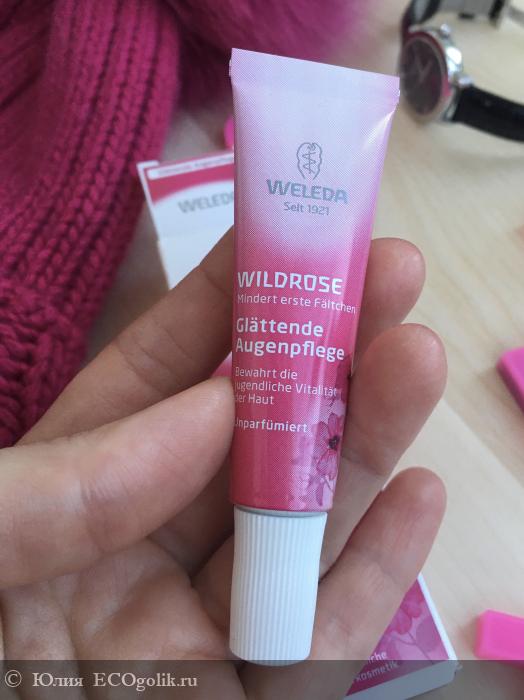 WELEDA
WELEDA
Seit 1921
WILDROSE
Mindert erste Fältchen
Glättende
Augenpflege
Bewahrt die
jugendliche Vitalität
der Haut
Unparfümiert
© Юлия ECOgolik.ru